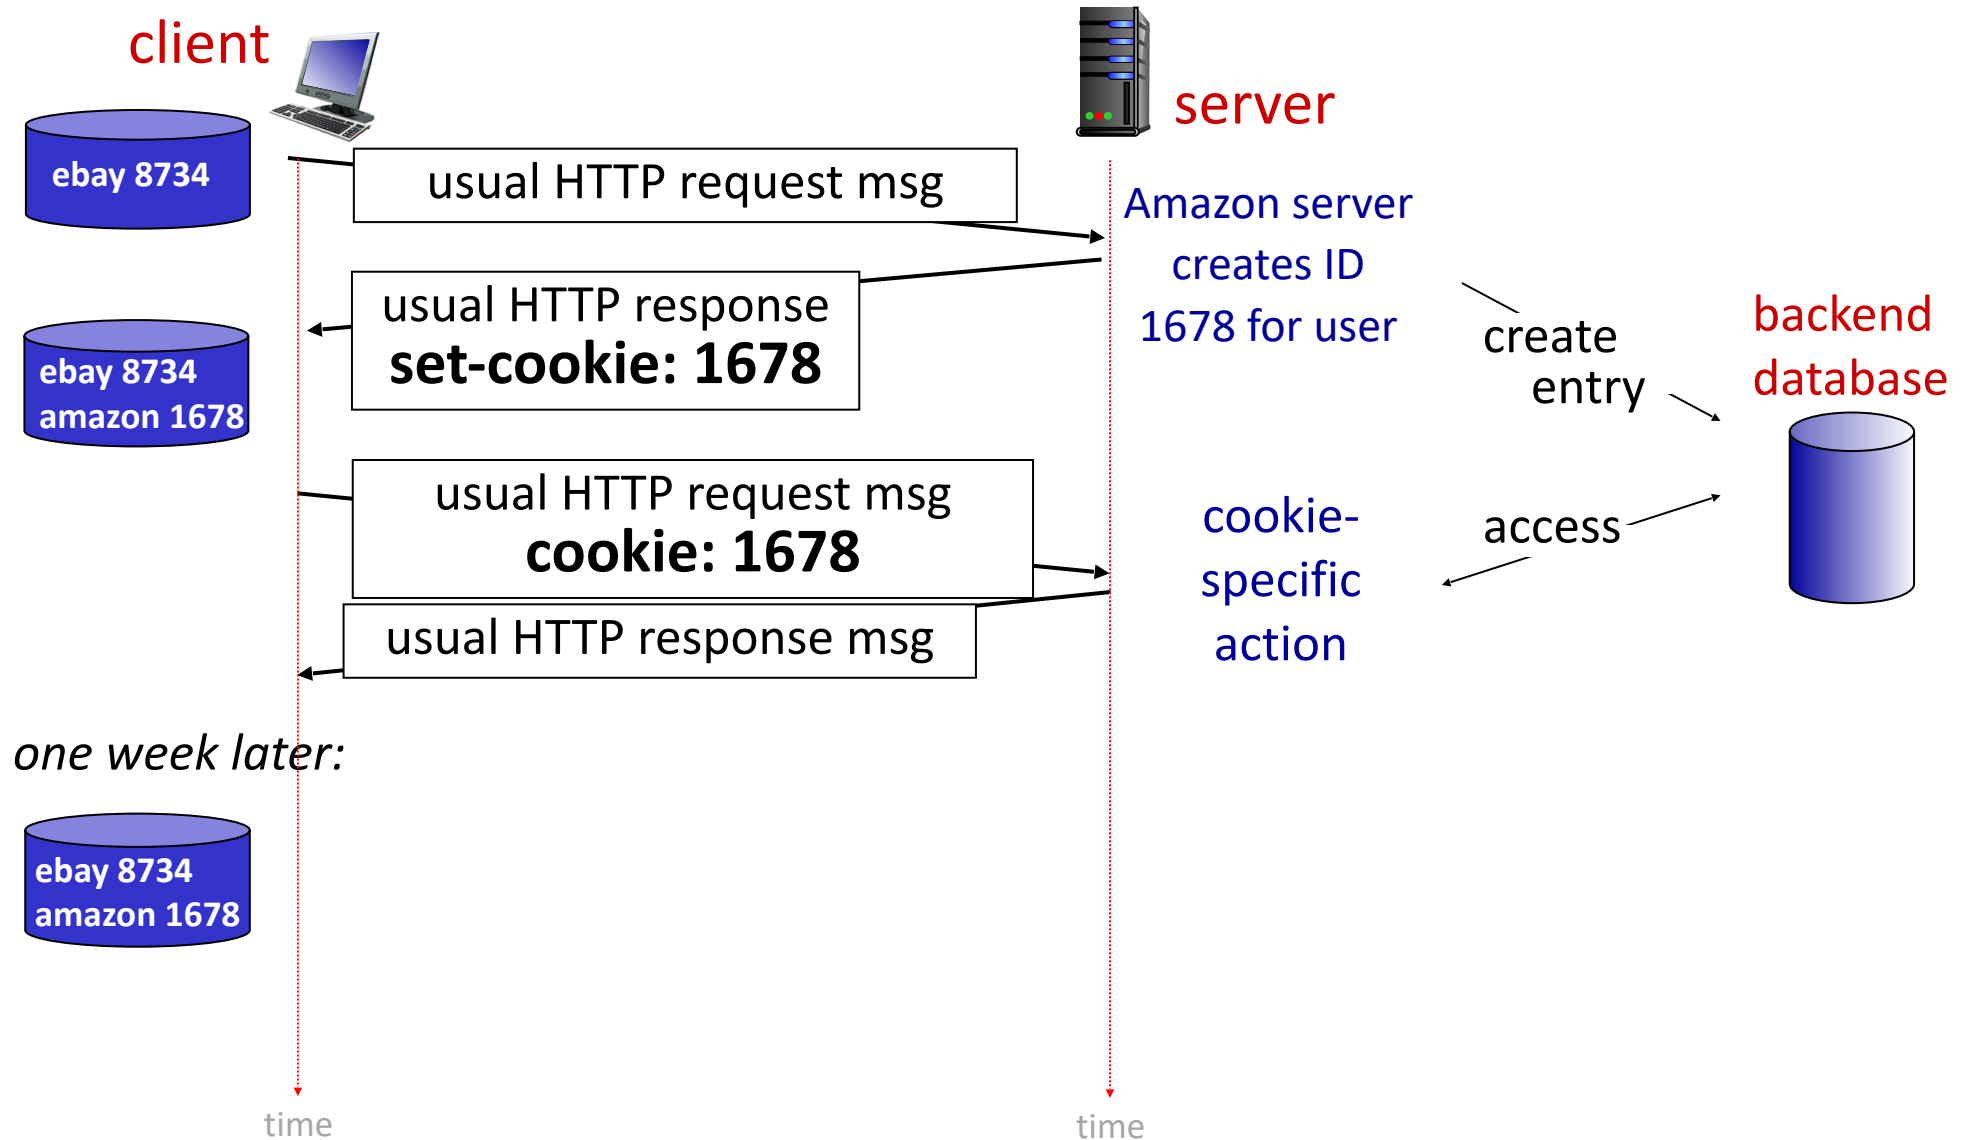 client
server
ebay 8734
usual HTTP request msg
Amazon server
creates ID
1678 for user
usual HTTP response
set-cookie: 1678
create
entry
backend
database
ebay 8734
amazon 1678
usual HTTP request msg
cookie: 1678
cookie-
specific
action
access
usual HTTP response msg
one week later:
ebay 8734
amazon 1678
time
time